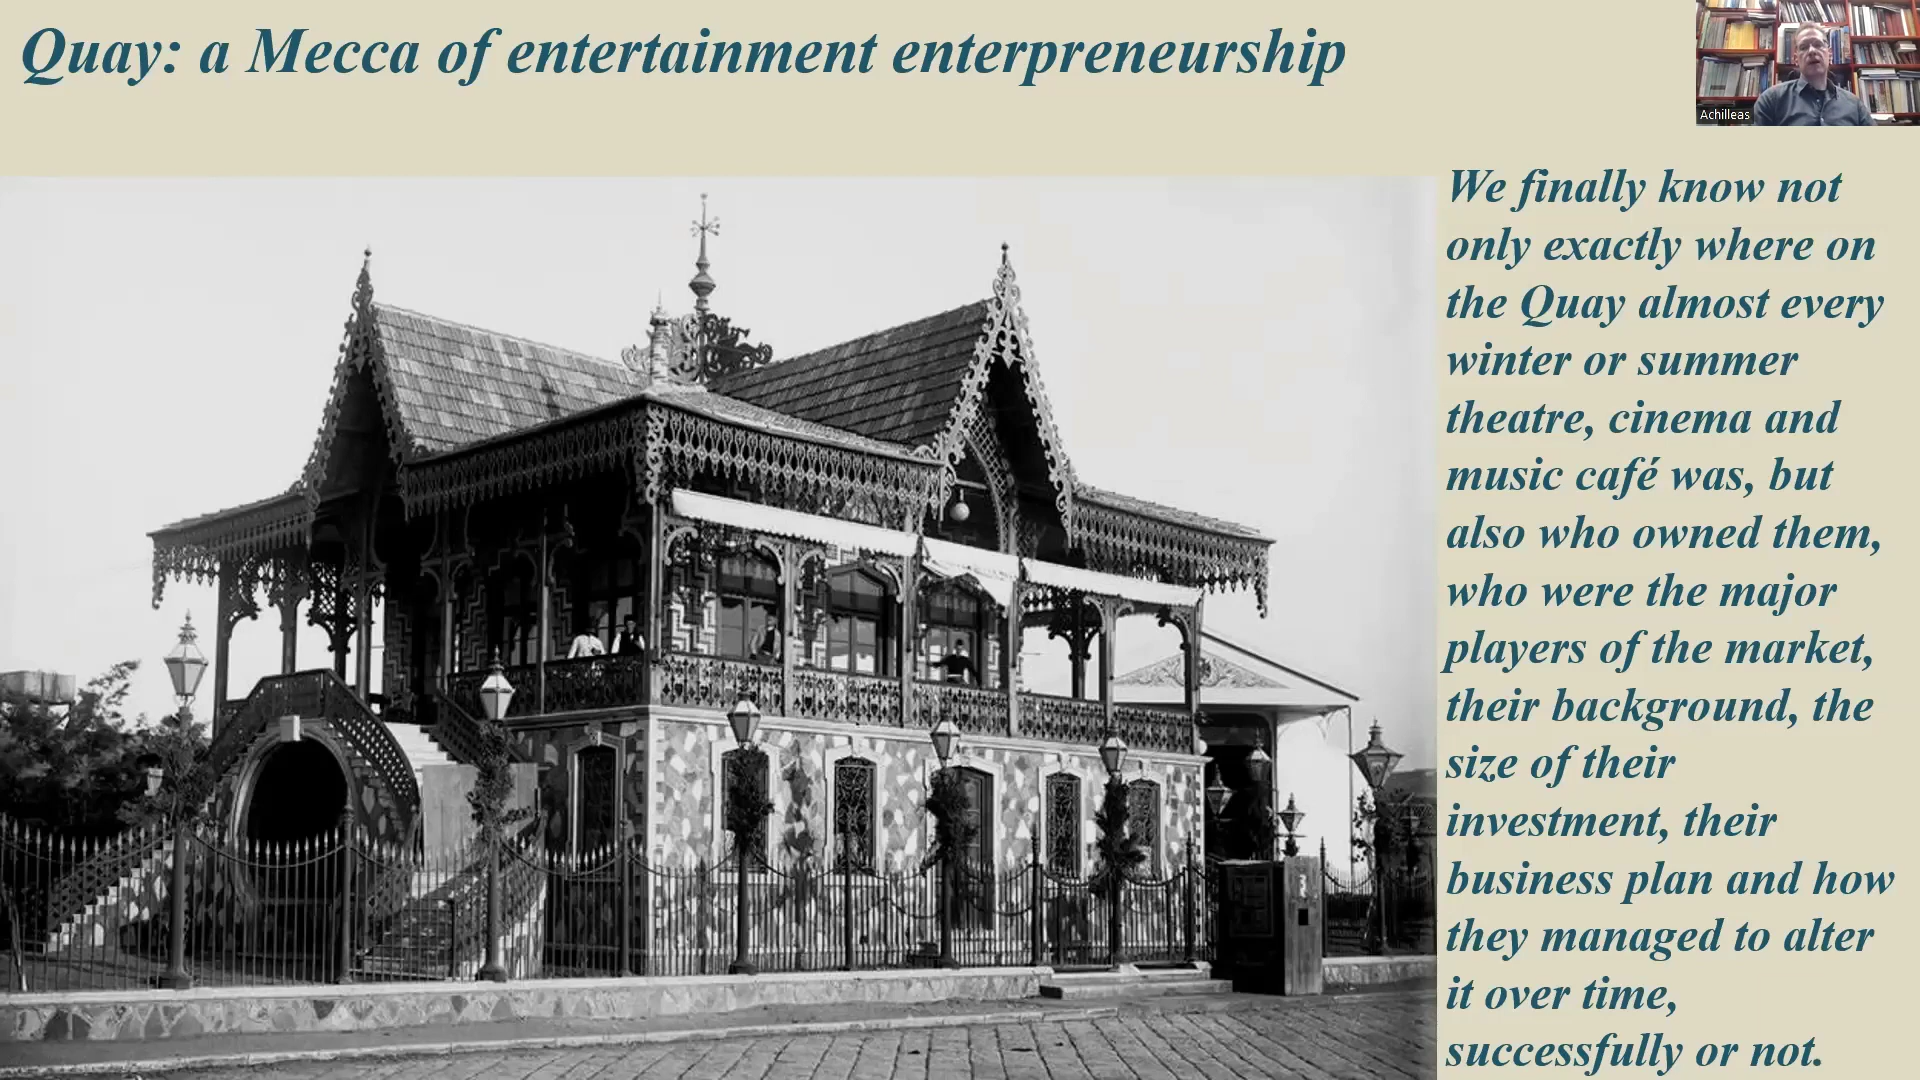 Quay: a Mecca of entertainment enterpreneurship
Achilleas
We finally know not
only exactly where on
the Quay almost every
winter or summer
theatre, cinema and
music café was, but
also who owned them,
who were the major
players of the market,
their background, the
size of their
investment, their
business plan and how
they managed to alter
it over time,
successfully or not.